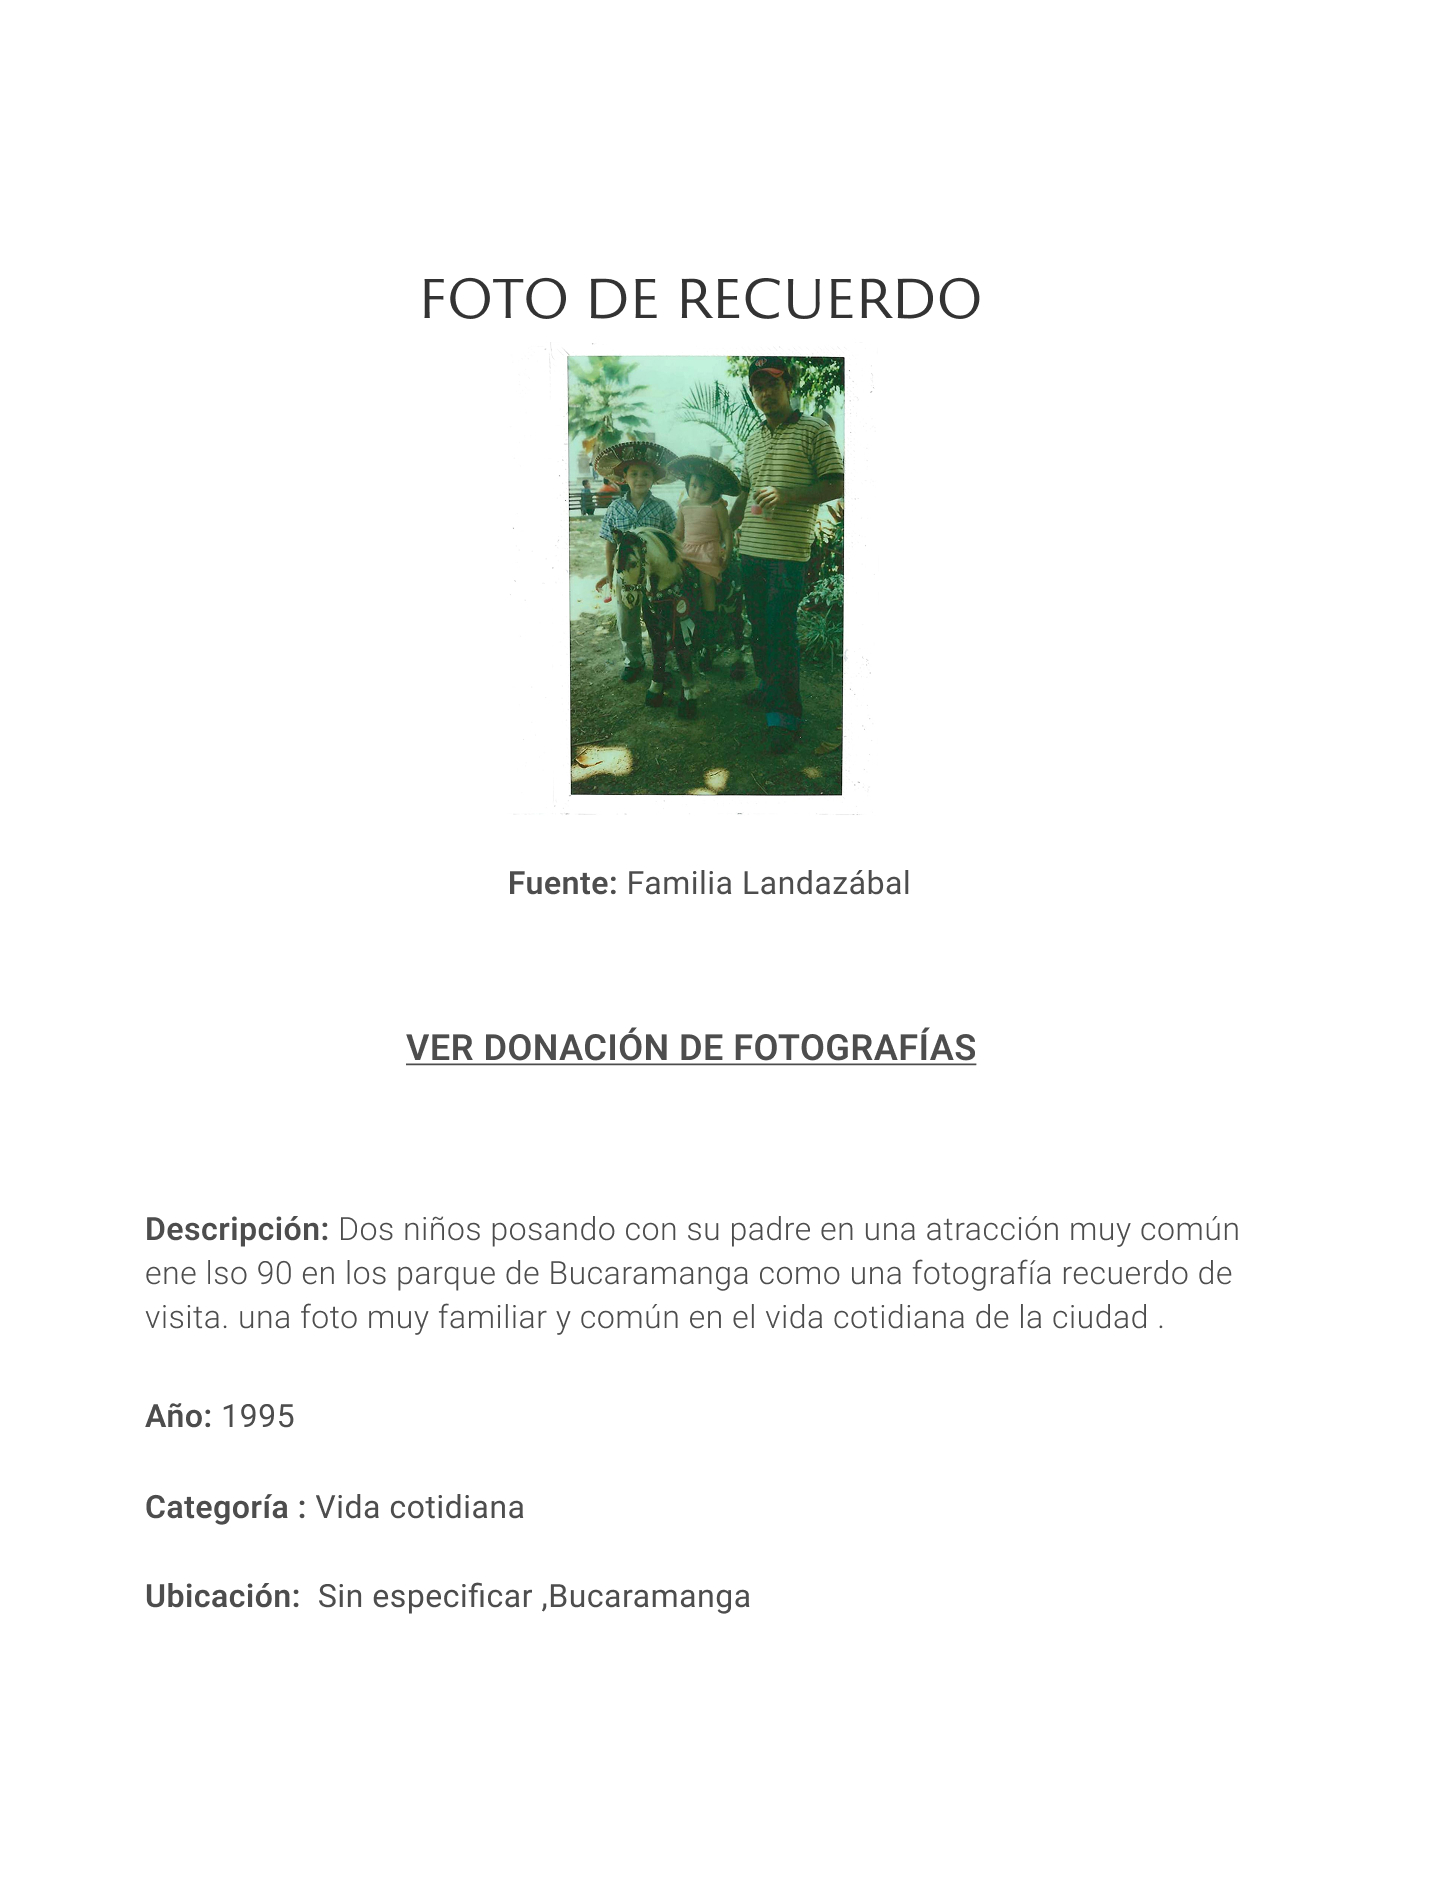 FOTO DE RECUERDO
Fuente: Familia Landazábal
VER DONACIÓN DE FOTOGRAFÍAS
Descripción: Dos niños posando con su padre en una atracción muy común
ene lso 90 en los parque de Bucaramanga como una fotografía recuerdo de
visita. una foto muy familiar y común en el vida cotidiana de la ciudad .
Año: 1995
Categoría : Vida cotidiana
Ubicación:  Sin especificar ,Bucaramanga